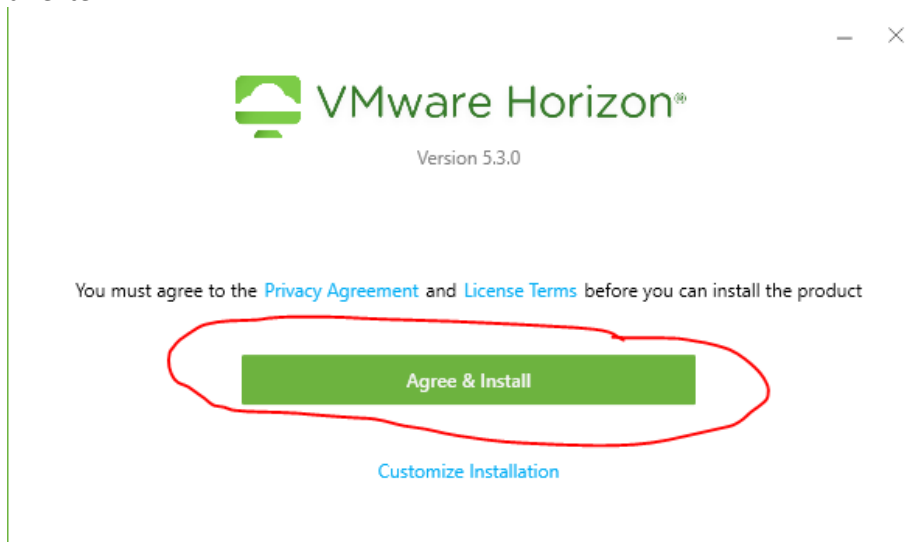 VMware Horizon®
Version 5.3.0
You must agree to the Privacy Agreement and License Terms before you can install the product
Agree & Install
Customize Installation